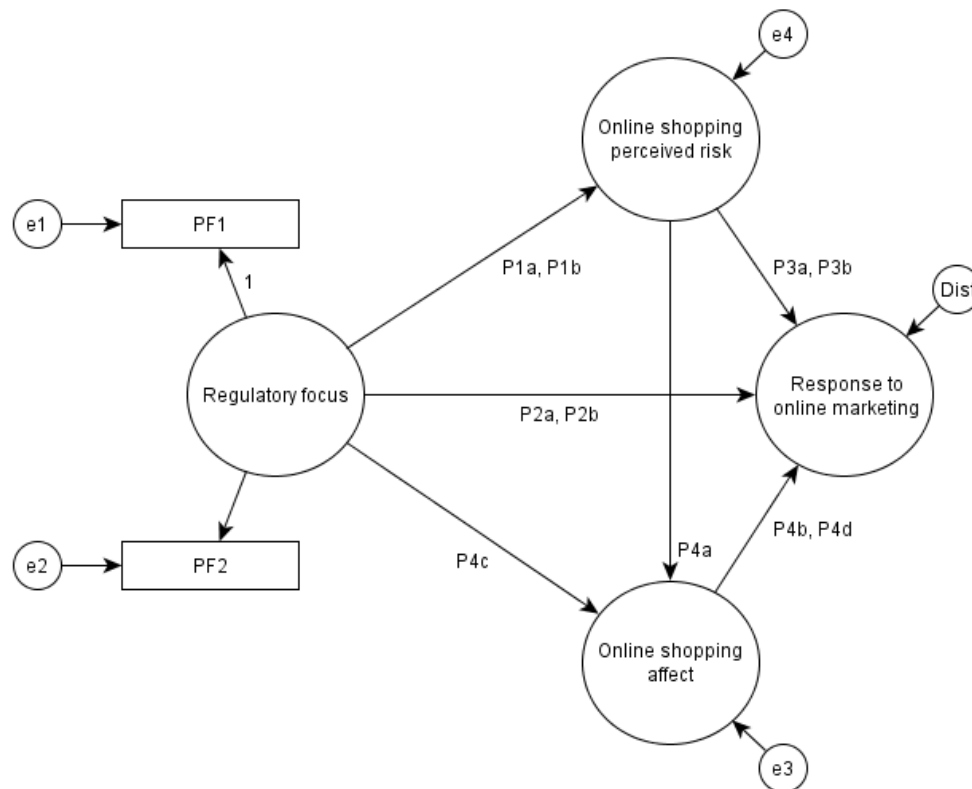 e4
Online shopping
perceived risk
e1
PF1
1
P1a, P1b
P3a, P3b
Dist
Regulatory focus
Response to
online marketing
P2a, P2b
P4b, P4d
P4a
P4c
e2
PF2
Online shopping
affect
e3